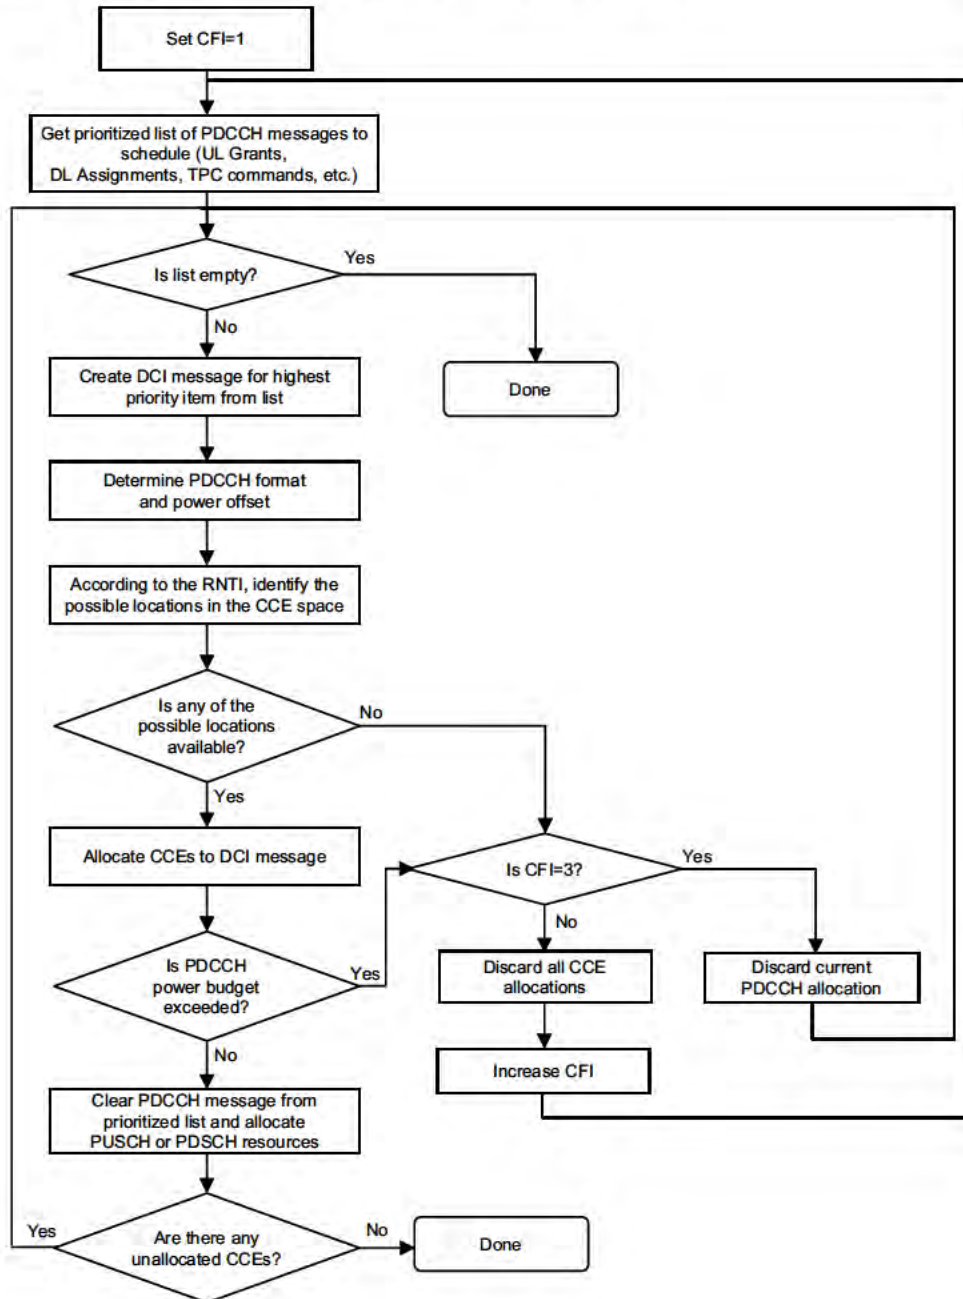 Set CFI=1
Get prioritized list of PDCCH messages to
schedule (UL Grants,
DL Assignments, TPC commands, etc.)
Is list empty?
Yes
No
Create DCI message for highest
priority item from list
Done
Determine PDCCH format
and power offset
According to the RNTI, identify the
possible locations in the CCE space
Is any of the
possible locations
available?
No
Yes
Allocate CCEs to DCI message
Is CFI=3?
Yes
No
Is PDCCH
power budget
exceeded?
Yes
No
Discard all CCE
allocations
Discard current
PDCCH allocation
Increase CFI
Clear PDCCH message from
prioritized list and allocate
PUSCH or PDSCH resources
Are there any
unallocated CCEs?
Yes
No
Done